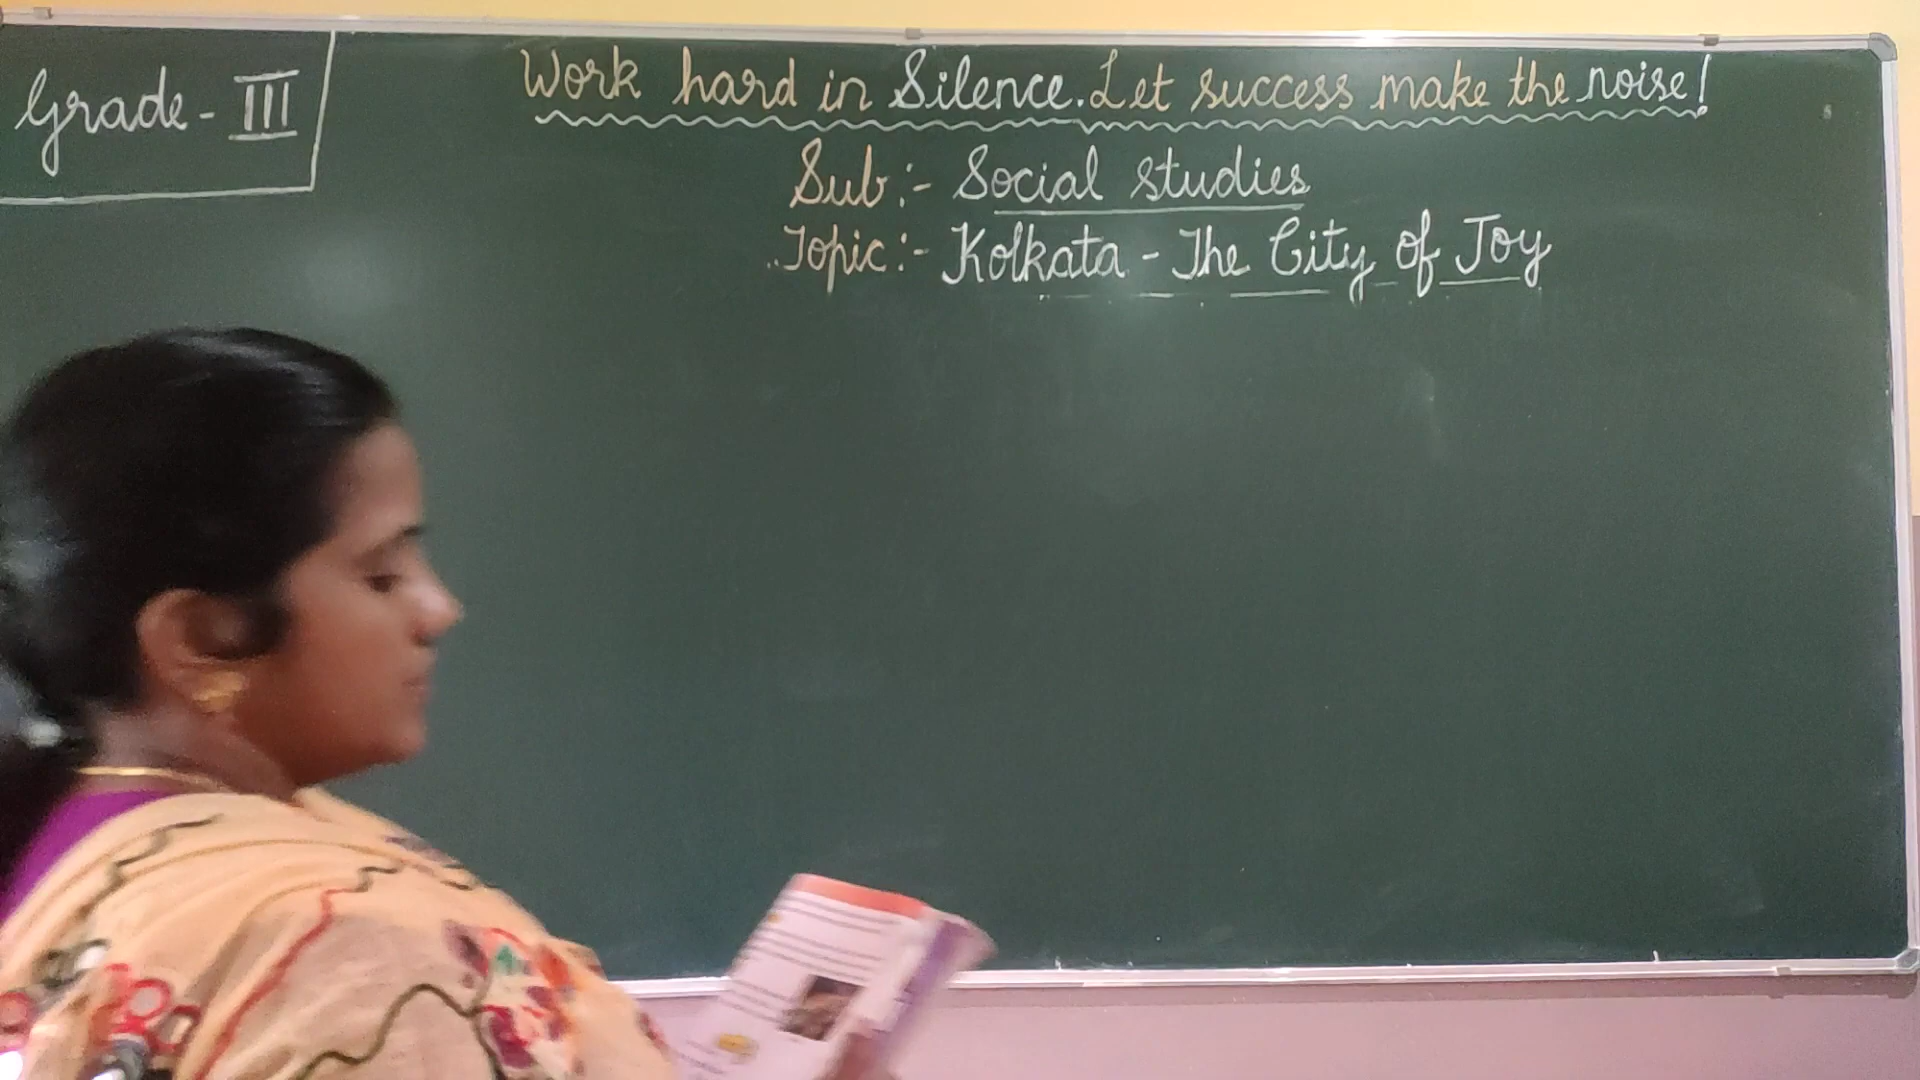 Grade - III
Work hard in Silence. Let success make the noise!
Sub:- Social studies
Topic:- Kolkata - The City of Joy